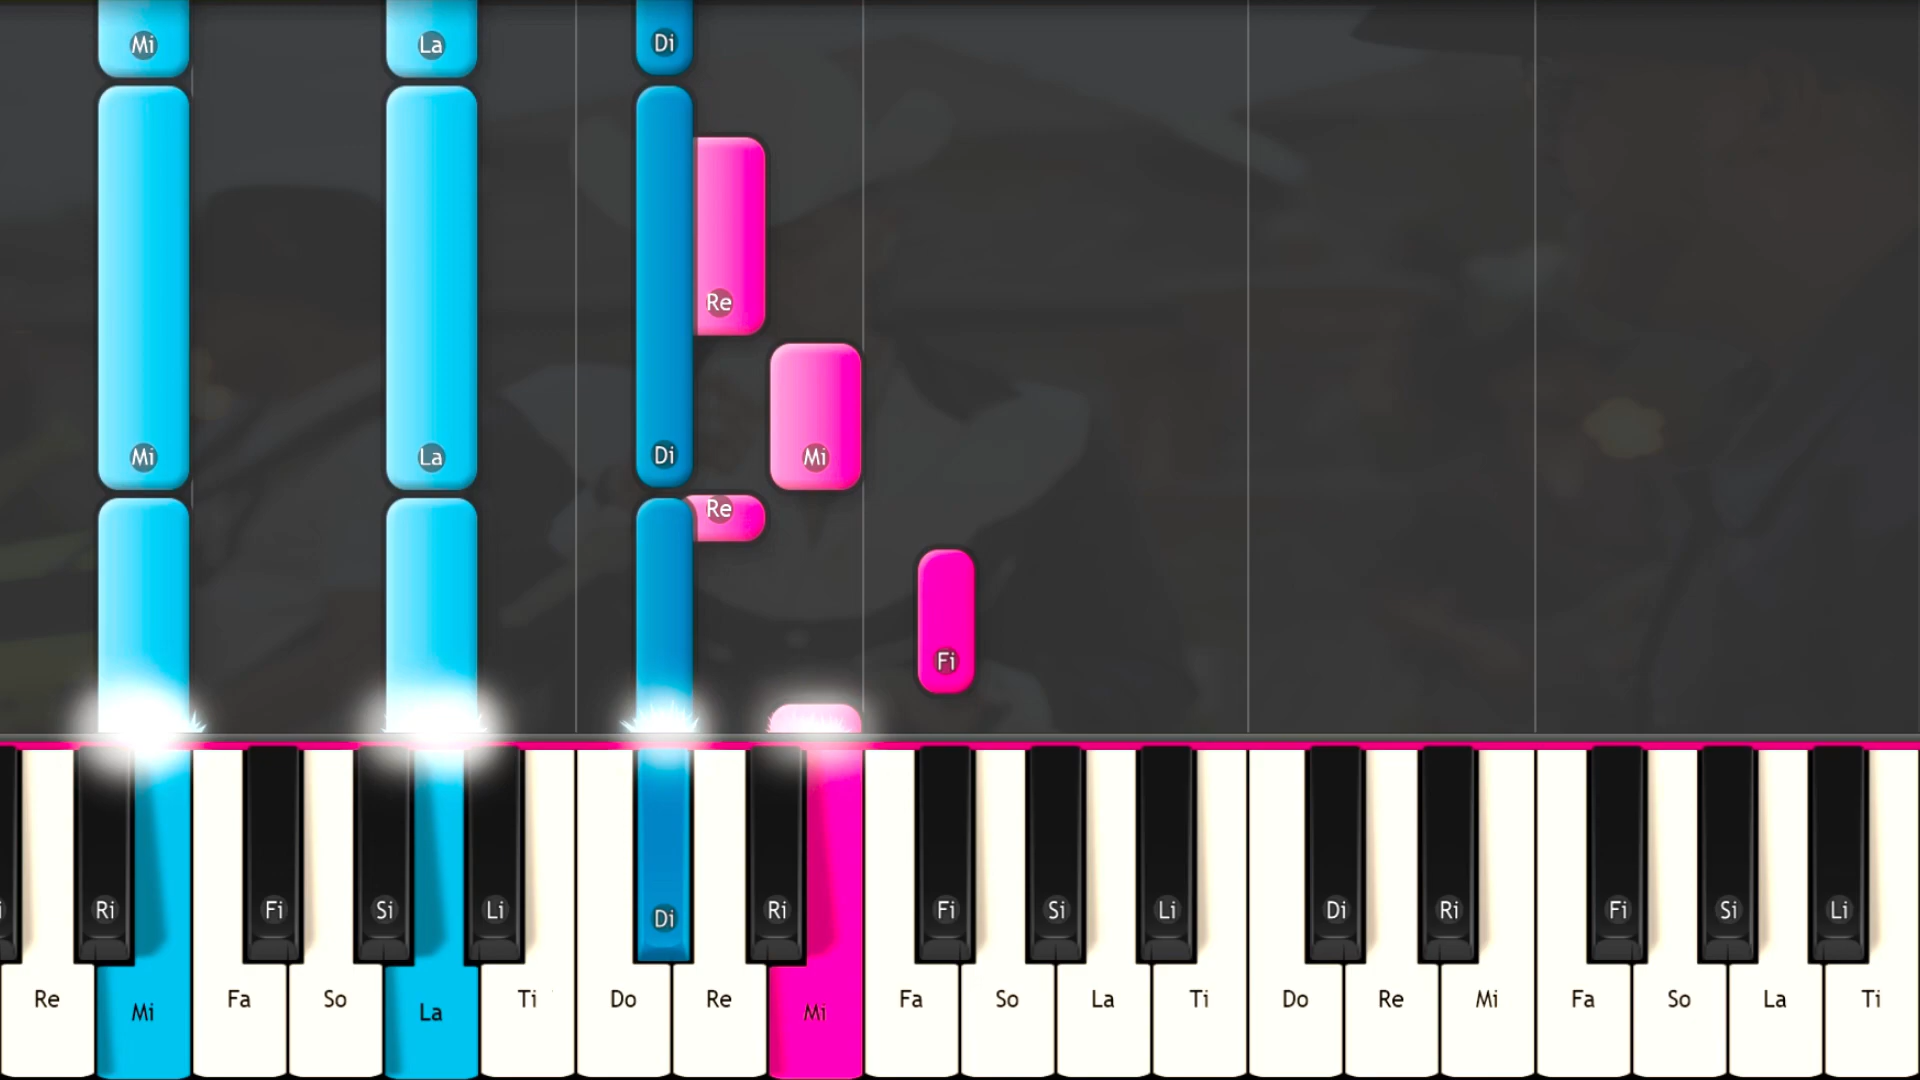 Mi La Di
Re
Mi La Di Mi
Re
Fi
Ri Fi Si Li Di Ri Fi Si Li Di Ri Fi Si Li
Re Mi Fa So La Ti Do Re Mi Fa So La Ti Do Re Mi Fa So La Ti